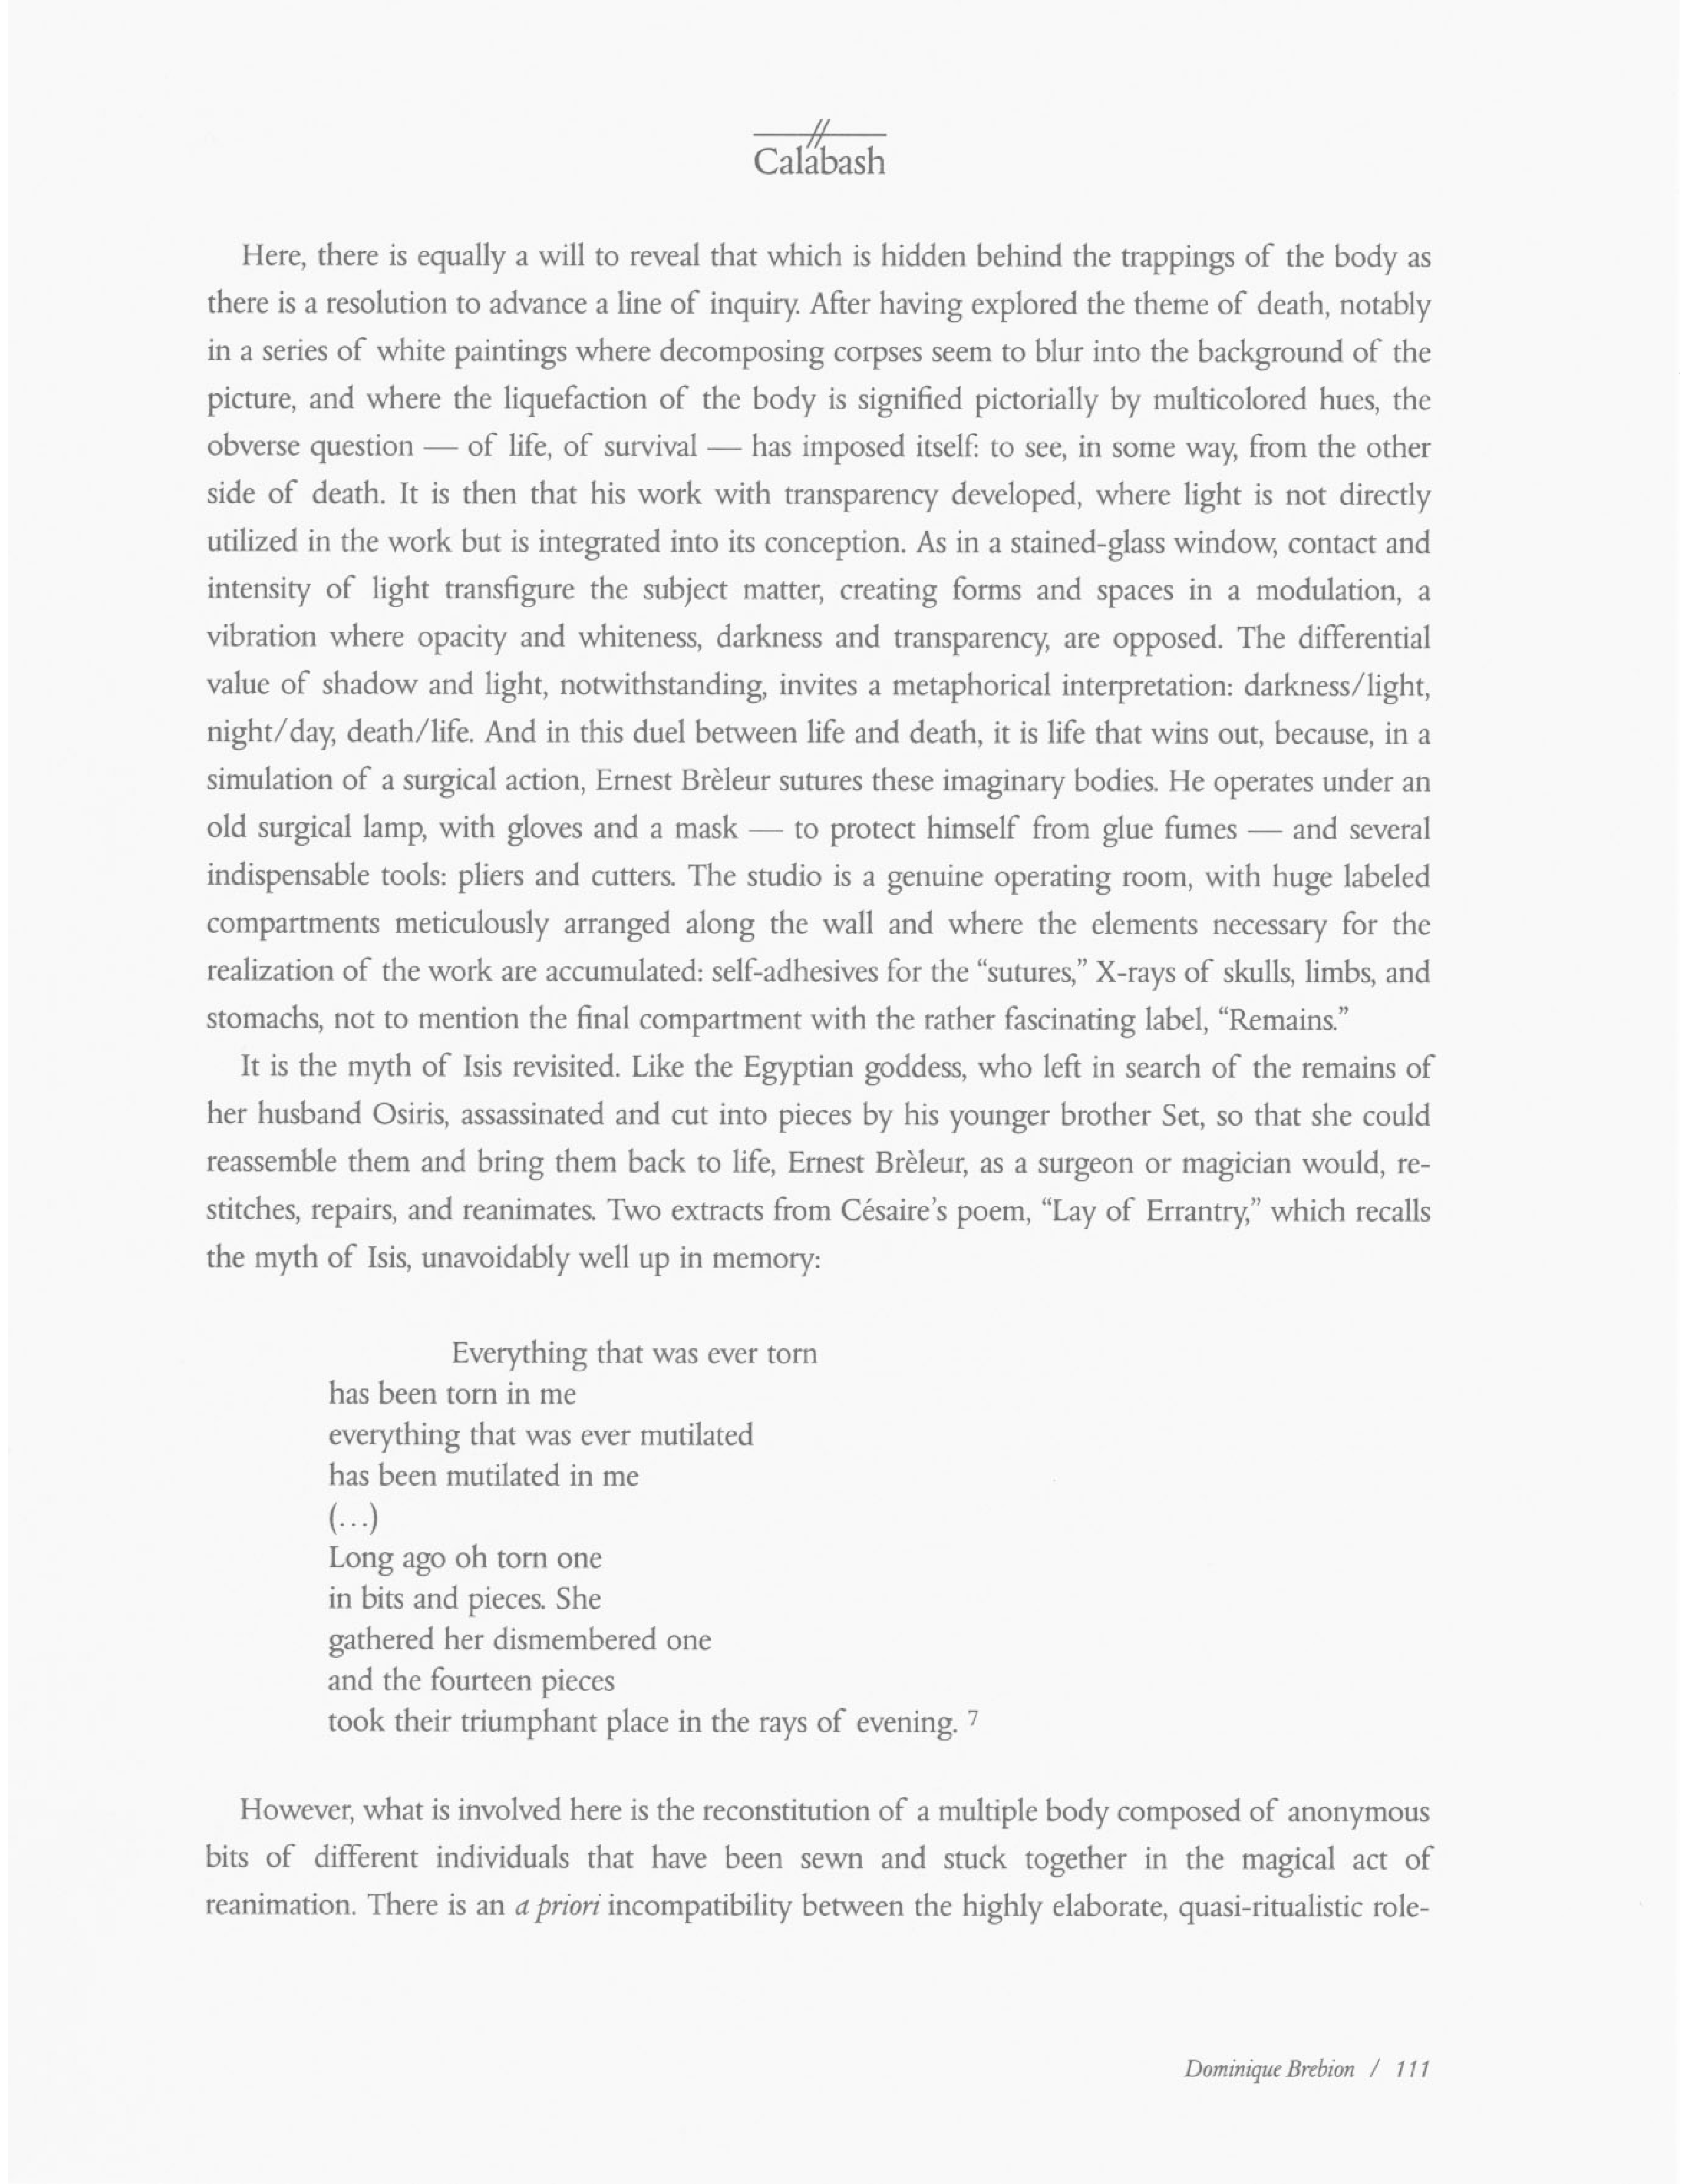 Calabash
Here, there is equally a will to reveal that which is hidden behind the trappings of the body as
there is a resolution to advance a line of inquiry. After having explored the theme of death, notably
in a series of white paintings where decomposing corpses seem to blur into the background of the
picture, and where the liquefaction of the body is signified pictorially by multicolored hues, the
obverse question — of life, of survival — has imposed itself: to see, in some way, from the other
side of death. It is then that his work with transparency developed, where light is not directly
utilized in the work but is integrated into its conception. As in a stained-glass window, contact and
intensity of light transfigure the subject matter, creating forms and spaces in a modulation, a
vibration where opacity and whiteness, darkness and transparency, are opposed. The differential
value of shadow and light, notwithstanding, invites a metaphorical interpretation: darkness/light,
night/day, death/life. And in this duel between life and death, it is life that wins out, because, in a
simulation of a surgical action, Ernest Brèleur sutures these imaginary bodies. He operates under an
old surgical lamp, with gloves and a mask — to protect himself from glue fumes — and several
indispensable tools: pliers and cutters. The studio is a genuine operating room, with huge labeled
compartments meticulously arranged along the wall and where the elements necessary for the
realization of the work are accumulated: self-adhesives for the “sutures,” X-rays of skulls, limbs, and
stomachs, not to mention the final compartment with the rather fascinating label, “Remains.”
It is the myth of Isis revisited. Like the Egyptian goddess, who left in search of the remains of
her husband Osiris, assassinated and cut into pieces by his younger brother Set, so that she could
reassemble them and bring them back to life, Ernest Brèleur, as a surgeon or magician would, re-
stitches, repairs, and reanimates. Two extracts from Césaire’s poem, “Lay of Errantry,” which recalls
the myth of Isis, unavoidably well up in memory:
Everything that was ever torn
has been torn in me
everything that was ever mutilated
has been mutilated in me
(…)
Long ago oh torn one
in bits and pieces. She
gathered her dismembered one
and the fourteen pieces
took their triumphant place in the rays of evening. 7
However, what is involved here is the reconstitution of a multiple body composed of anonymous
bits of different individuals that have been sewn and stuck together in the magical act of
reanimation. There is an a priori incompatibility between the highly elaborate, quasi-ritualistic role-
Dominique Brebion / 111